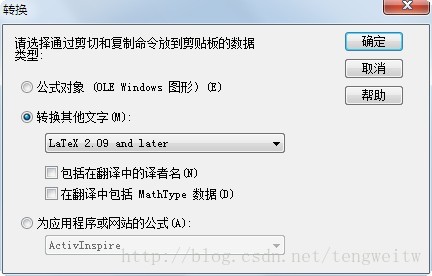 转换
请选择通过剪切和复制命令放到剪贴板的数据
类型:
确定
取消
帮助
公式对象 (OLE Windows 图形) (E)
转换其他文字(M):
LaTeX 2.09 and later
包括在翻译中的译者名(N)
在翻译中包括 MathType 数据(D)
为应用程序或网站的公式(A):
ActivInspire
http://blog.csdn.net/tengweitw